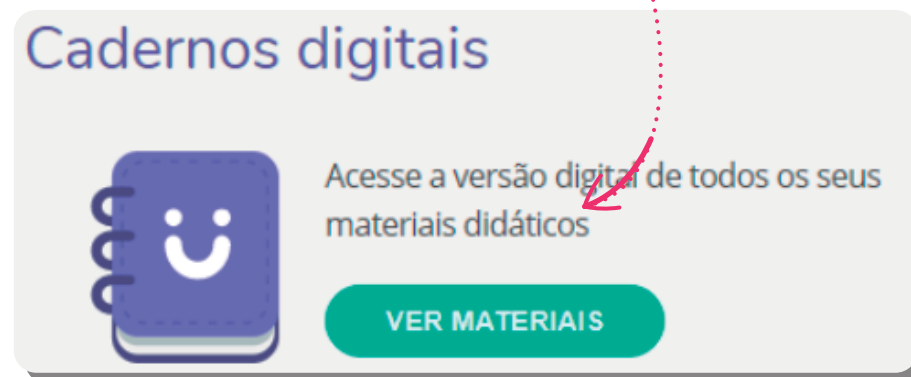 Cadernos digitais
Acesse a versão digital de todos os seus
materiais didáticos
VER MATERIAIS